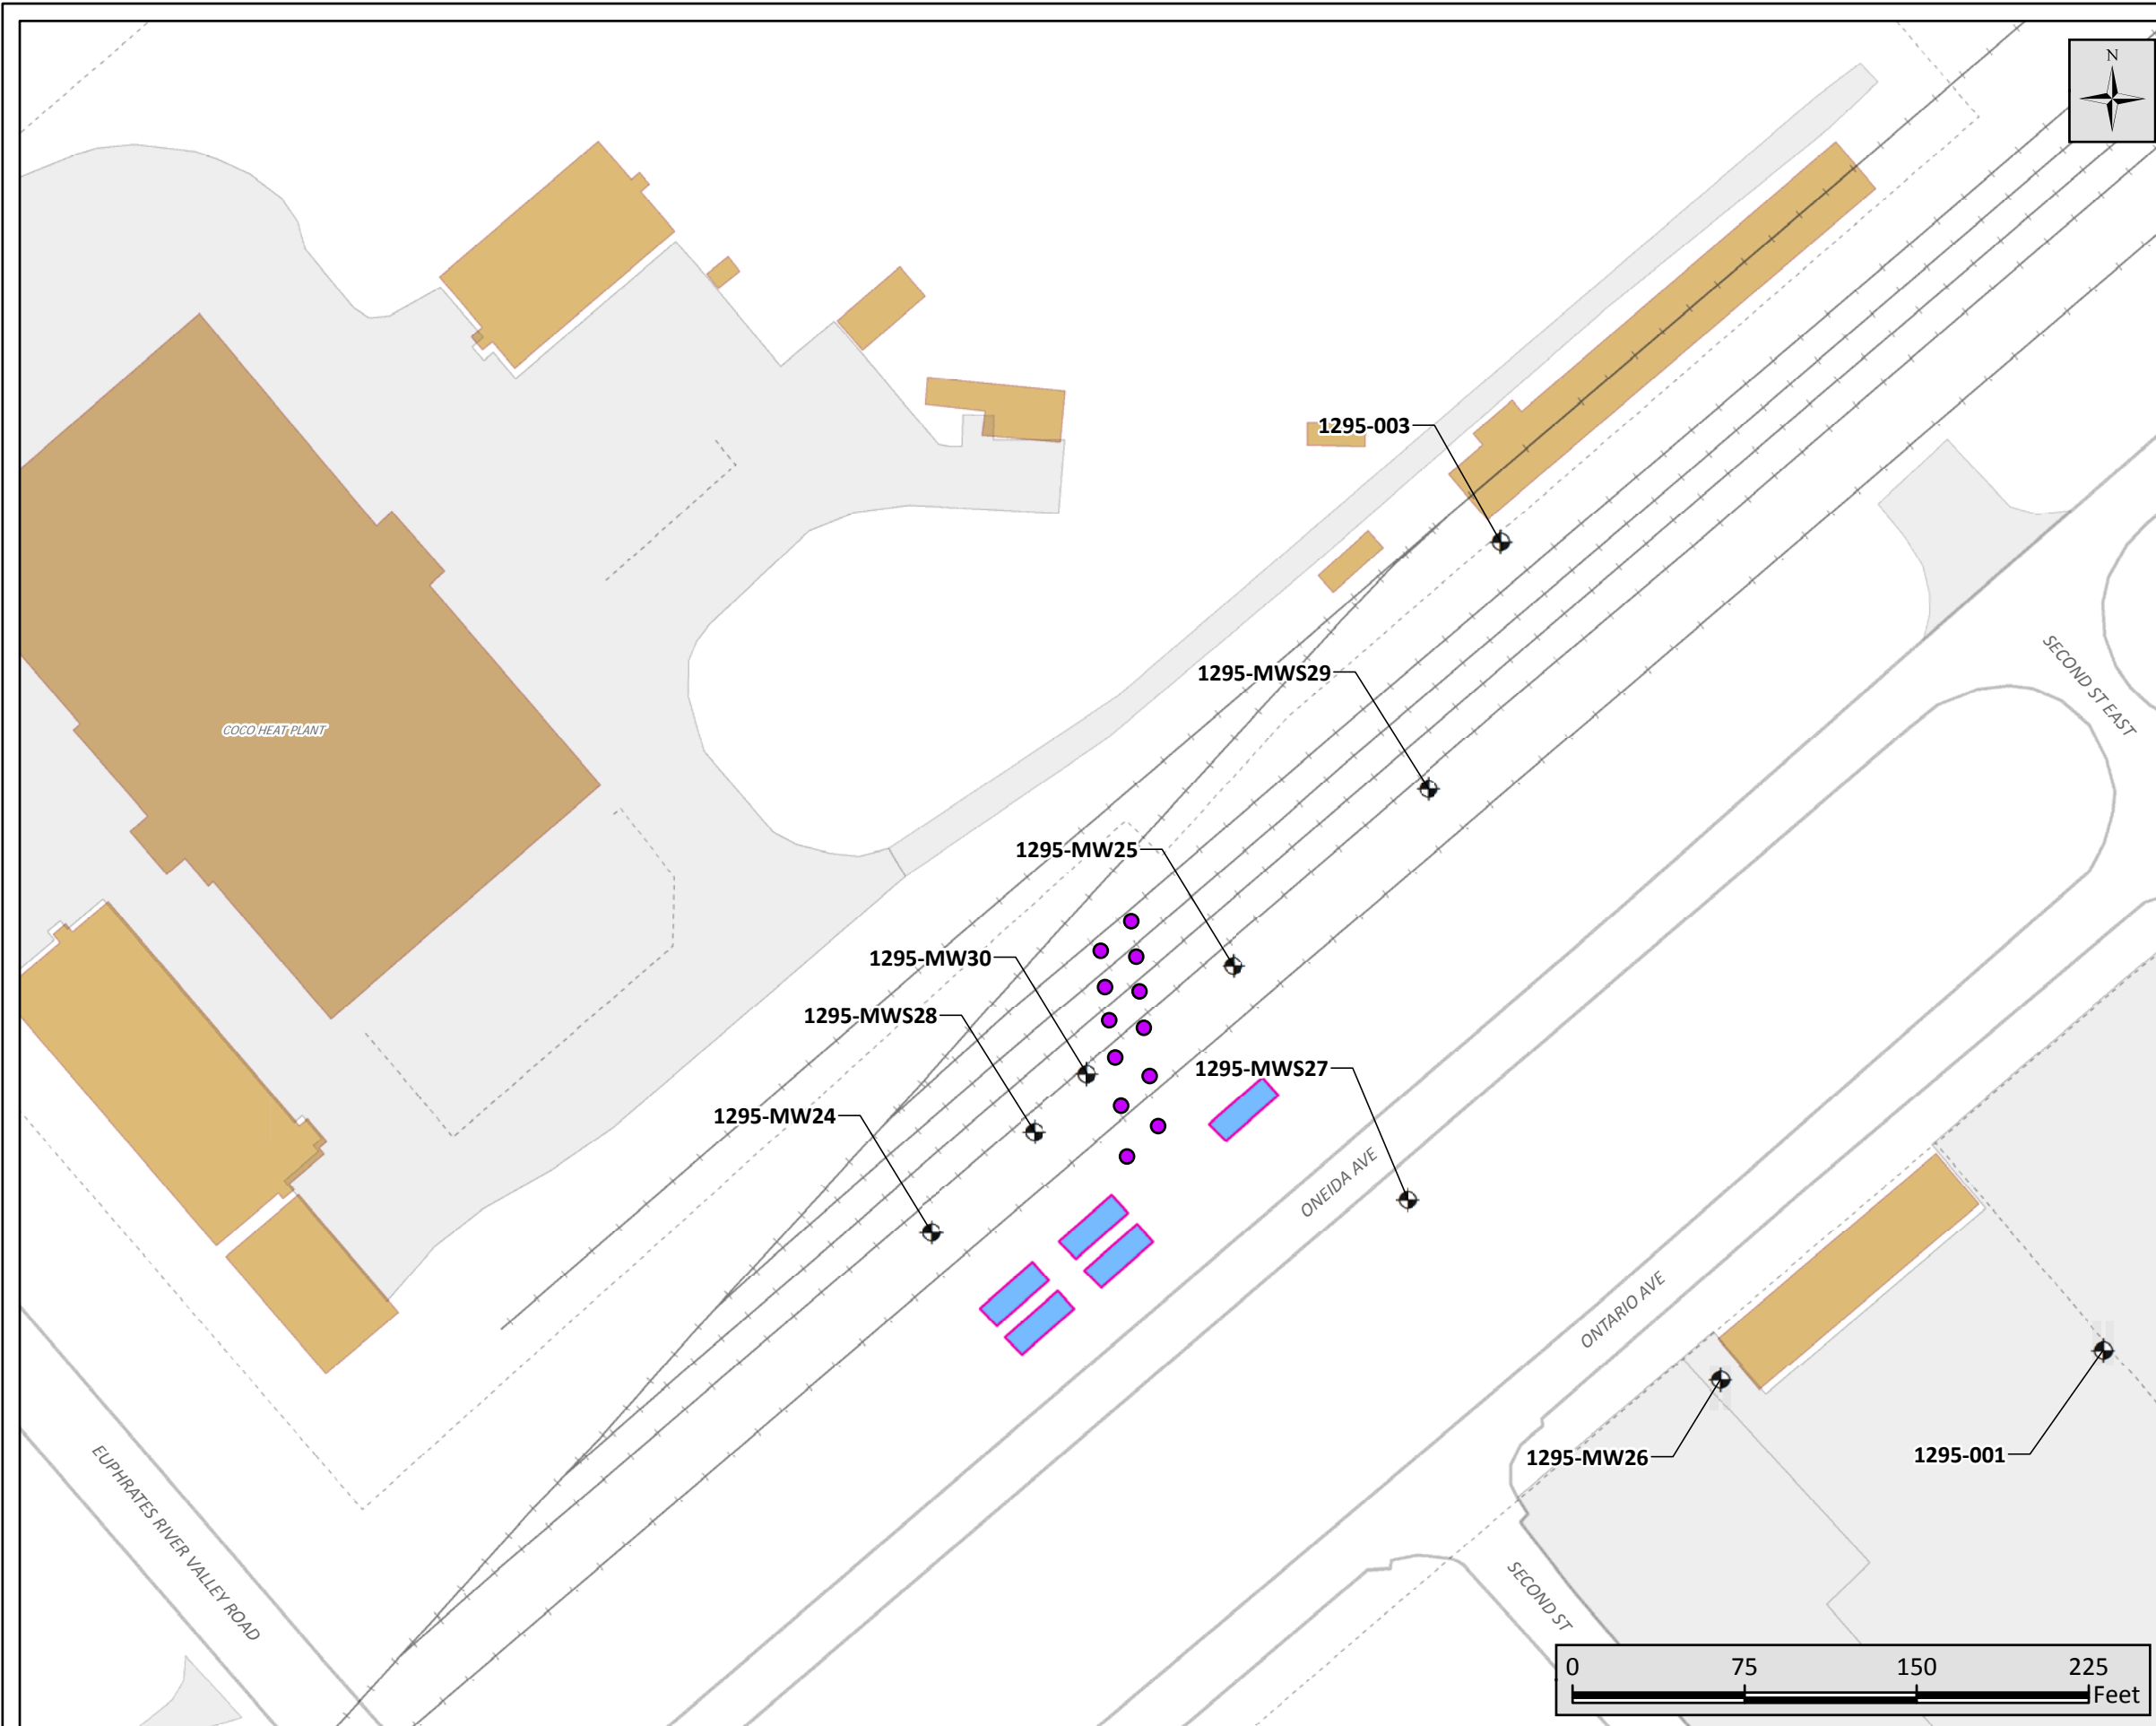 N
1295-003
SECOND ST EAST
1295-MWS29
COCO HEAT PLANT
1295-MW25
1295-MW30
1295-MWS28
1295-MWS27
1295-MW24
ONEIDA AVE
ONTARIO AVE
1295-MW26
1295-001
EUPHRATES RIVER VALLEY ROAD
SECOND ST
0 75 150 225
Feet